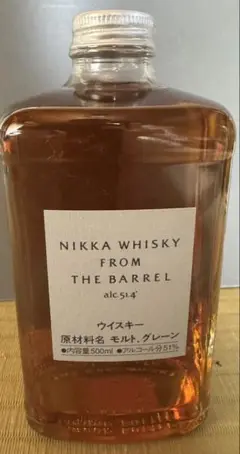 NIKKA WHISKY
FROM
THE BARREL
alc.51.4°
ウイスキー
原材料名 モルト、グレーン
●内容量500ml ●アルコール分51%